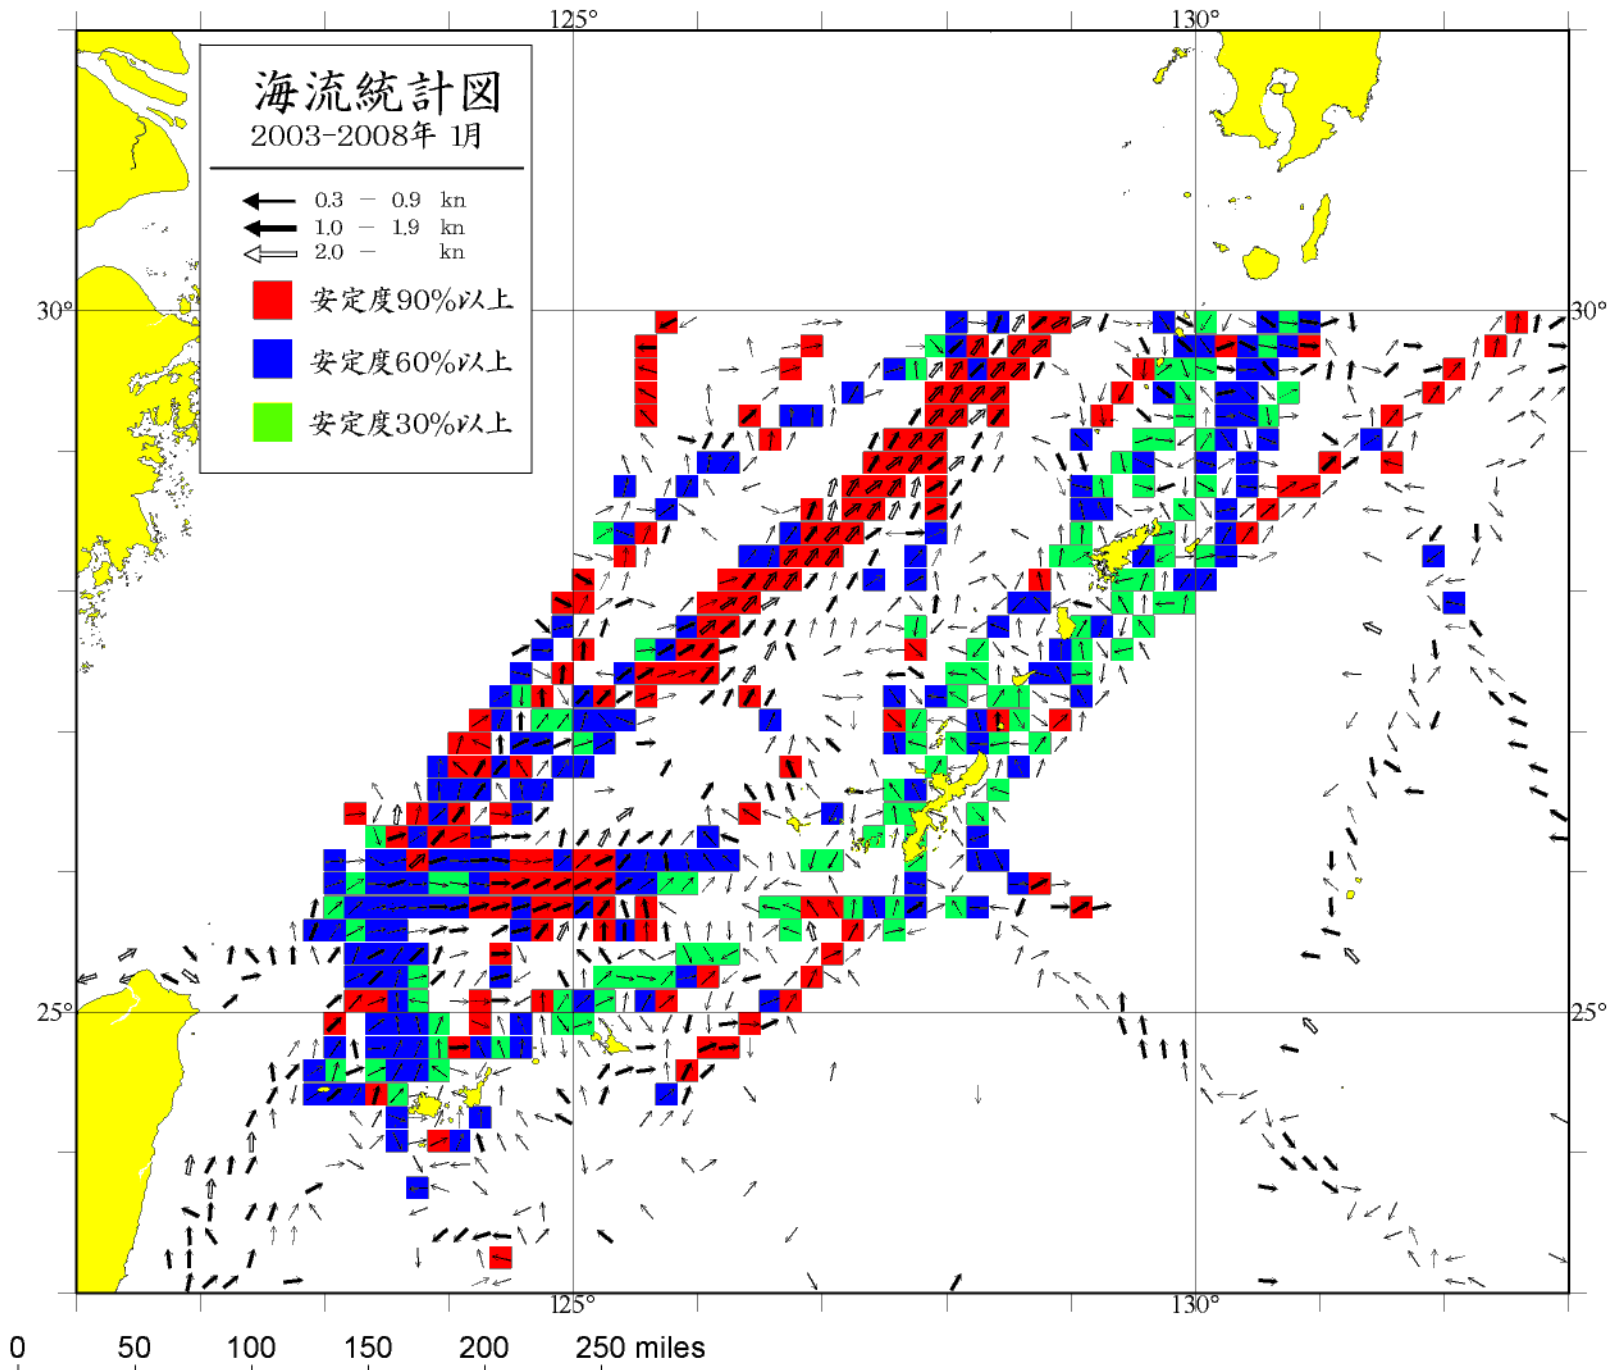 125°
130°
海流統計図
2003-2008年 1月
0.3 － 0.9 kn
1.0 － 1.9 kn
2.0 － kn
安定度90%以上
安定度60%以上
安定度30%以上
30°
30°
25°
25°
125°
130°
0 50 100 150 200 250 miles